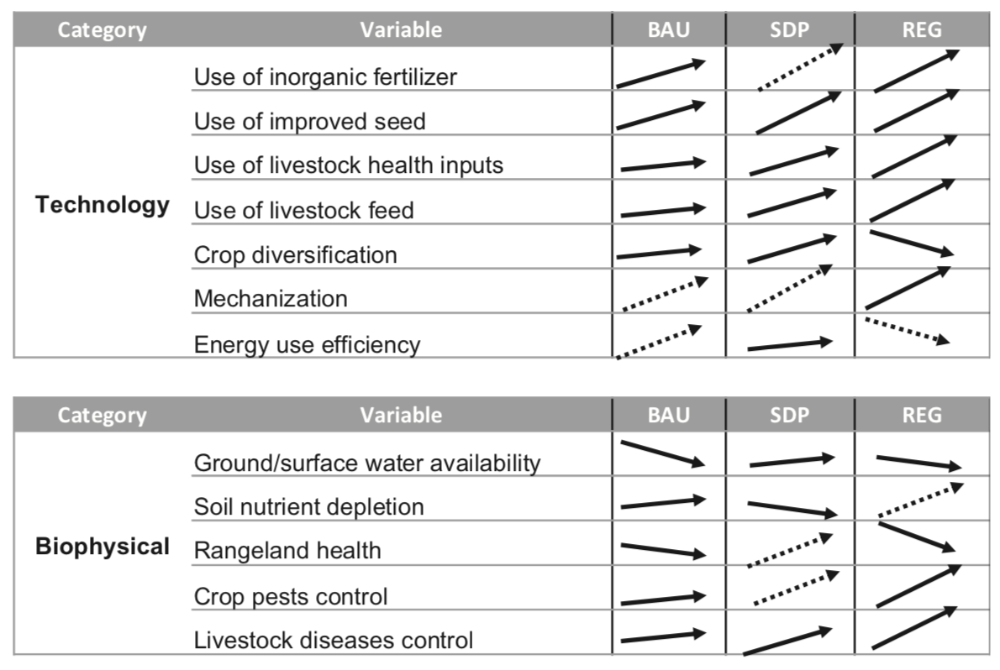 Category Variable BAU SDP REG
Use of inorganic fertilizer
Use of improved seed
Use of livestock health inputs
Technology Use of livestock feed
Crop diversification
Mechanization
Energy use efficiency
Category Variable BAU SDP REG
Ground/surface water availability
Soil nutrient depletion
Biophysical Rangeland health
Crop pests control
Livestock diseases control